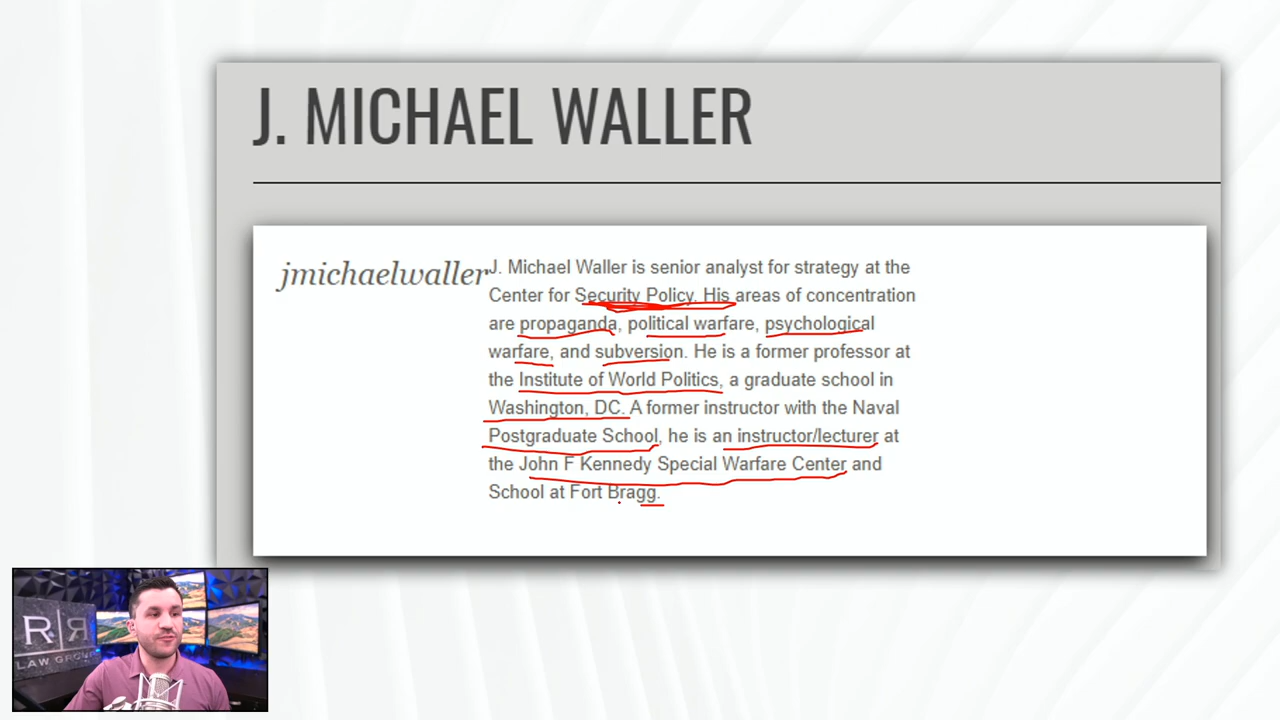 J. MICHAEL WALLER
jmichaelwaller
J. Michael Waller is senior analyst for strategy at the
Center for Security Policy. His areas of concentration
are propaganda, political warfare, psychological
warfare, and subversion. He is a former professor at
the Institute of World Politics, a graduate school in
Washington, DC. A former instructor with the Naval
Postgraduate School, he is an instructor/lecturer at
the John F Kennedy Special Warfare Center and
School at Fort Bragg.
R|R
LAW GROUP